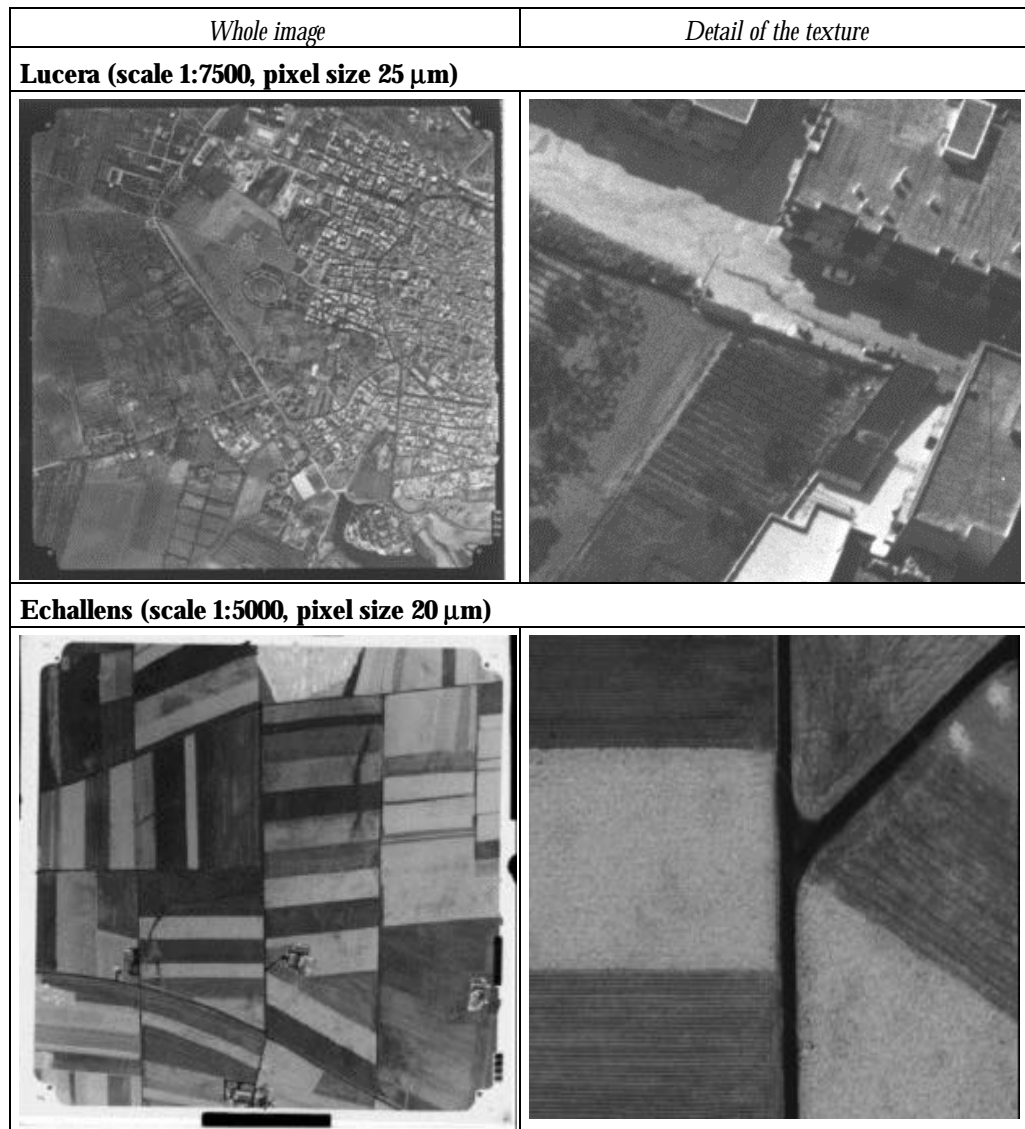 Whole image
Detail of the texture
Lucera (scale 1:7500, pixel size 25 μm)
Echallens (scale 1:5000, pixel size 20 μm)